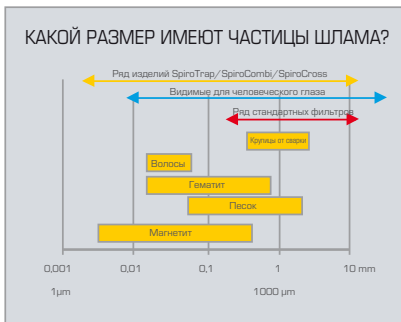 КАКОЙ РАЗМЕР ИМЕЮТ ЧАСТИЦЫ ШЛАМА?
Ряд изделий SpiroTrap/SpiroCombi/SpiroCross
Видимые для человеческого глаза
Ряд стандартных фильтров
Крупицы от сварки
Волосы
Гематит
Песок
Магнетит
0,001 0,01 0,1 1 10 mm
1µm 1000 µm